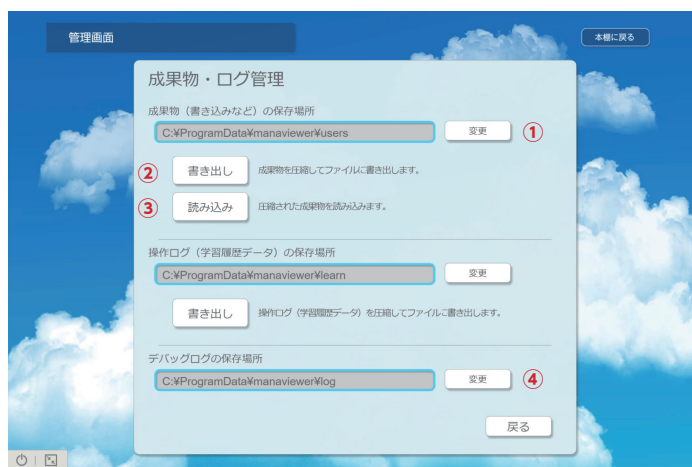 管理画面
本棚に戻る
成果物・ログ管理
成果物（書き込みなど）の保存場所
C:¥ProgramData¥manaviewer¥users
変更
①
②
書き出し
成果物を圧縮してファイルに書き出します。
③
読み込み
圧縮された成果物を読み込みます。
操作ログ（学習履歴データ）の保存場所
C:¥ProgramData¥manaviewer¥learn
変更
書き出し
操作ログ（学習履歴データ）を圧縮してファイルに書き出します。
デバッグログの保存場所
C:¥ProgramData¥manaviewer¥log
変更
④
戻る